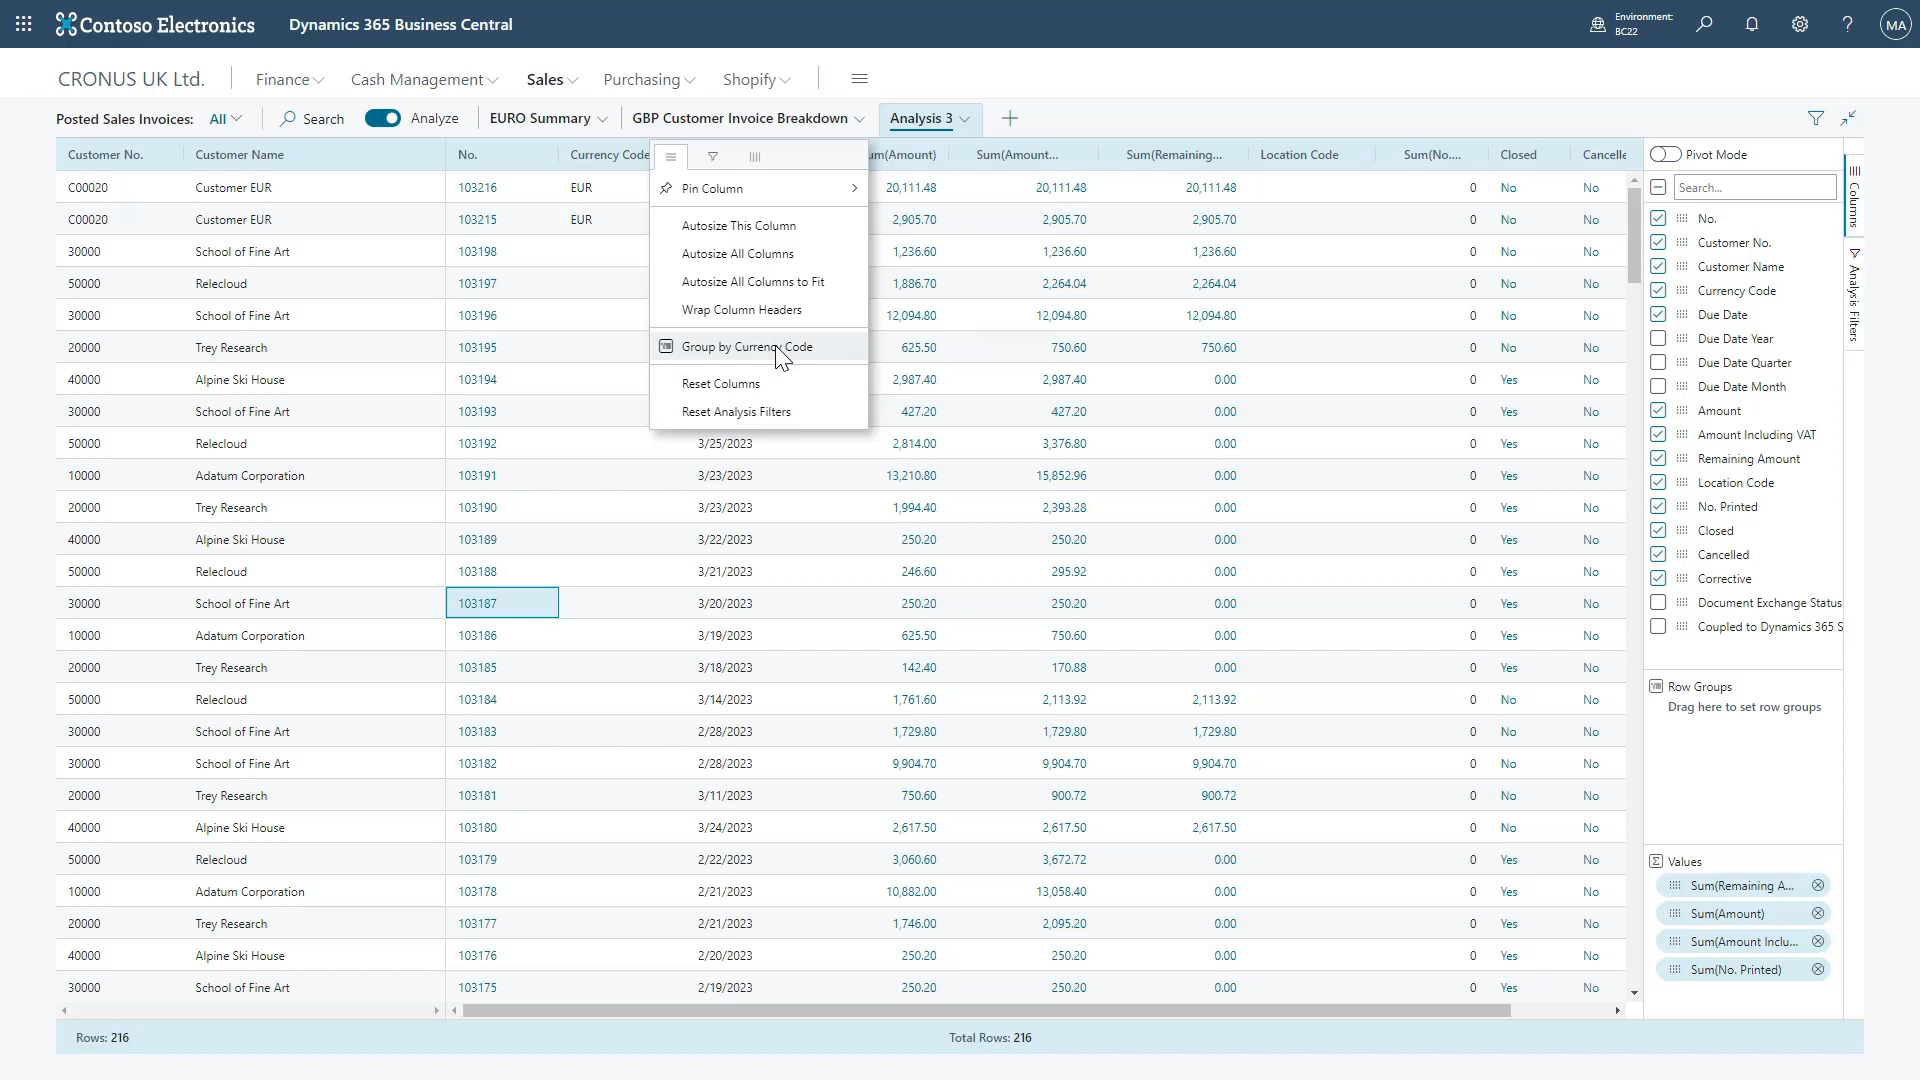 Contoso Electronics Dynamics 365 Business Central Environment: BC22 MA
CRONUS UK Ltd. Finance Cash Management Sales Purchasing Shopify
Posted Sales Invoices: All Search Analyze EURO Summary GBP Customer Invoice Breakdown Analysis 3
Customer No. Customer Name No. Currency Code um(Amount) Sum(Amount... Sum(Remaining... Location Code Sum(No.... Closed Cancelle
C00020 Customer EUR 103216 EUR 20,111.48 20,111.48 20,111.48 0 No No
C00020 Customer EUR 103215 EUR 2,905.70 2,905.70 2,905.70 0 No No
30000 School of Fine Art 103198 1,236.60 1,236.60 1,236.60 0 No No
50000 Relecloud 103197 1,886.70 2,264.04 2,264.04 0 No No
30000 School of Fine Art 103196 12,094.80 12,094.80 12,094.80 0 No No
20000 Trey Research 103195 625.50 750.60 750.60 0 No No
40000 Alpine Ski House 103194 2,987.40 2,987.40 0.00 0 Yes No
30000 School of Fine Art 103193 427.20 427.20 0.00 0 Yes No
50000 Relecloud 103192 3/25/2023 2,814.00 3,376.80 0.00 0 Yes No
10000 Adatum Corporation 103191 3/23/2023 13,210.80 15,852.96 0.00 0 Yes No
20000 Trey Research 103190 3/23/2023 1,994.40 2,393.28 0.00 0 Yes No
40000 Alpine Ski House 103189 3/22/2023 250.20 250.20 0.00 0 Yes No
50000 Relecloud 103188 3/21/2023 246.60 295.92 0.00 0 Yes No
30000 School of Fine Art 103187 3/20/2023 250.20 250.20 0.00 0 Yes No
10000 Adatum Corporation 103186 3/19/2023 625.50 750.60 0.00 0 Yes No
20000 Trey Research 103185 3/18/2023 142.40 170.88 0.00 0 Yes No
50000 Relecloud 103184 3/14/2023 1,761.60 2,113.92 2,113.92 0 No No
30000 School of Fine Art 103183 2/28/2023 1,729.80 1,729.80 1,729.80 0 No No
30000 School of Fine Art 103182 2/28/2023 9,904.70 9,904.70 9,904.70 0 No No
20000 Trey Research 103181 3/11/2023 750.60 900.72 900.72 0 No No
40000 Alpine Ski House 103180 3/24/2023 2,617.50 2,617.50 2,617.50 0 No No
50000 Relecloud 103179 2/22/2023 3,060.60 3,672.72 0.00 0 Yes No
10000 Adatum Corporation 103178 2/21/2023 10,882.00 13,058.40 0.00 0 Yes No
20000 Trey Research 103177 2/21/2023 1,746.00 2,095.20 0.00 0 Yes No
40000 Alpine Ski House 103176 2/20/2023 250.20 250.20 0.00 0 Yes No
30000 School of Fine Art 103175 2/19/2023 250.20 250.20 0.00 0 Yes No
Rows: 216 Total Rows: 216
Pin Column
Autosize This Column
Autosize All Columns
Autosize All Columns to Fit
Wrap Column Headers
Group by Currency Code
Reset Columns
Reset Analysis Filters
Pivot Mode
Search...
No.
Customer No.
Customer Name
Currency Code
Due Date
Due Date Year
Due Date Quarter
Due Date Month
Amount
Amount Including VAT
Remaining Amount
Location Code
No. Printed
Closed
Cancelled
Corrective
Document Exchange Status
Coupled to Dynamics 365 S
Row Groups
Drag here to set row groups
Values
Sum(Remaining A...
Sum(Amount)
Sum(Amount Inclu...
Sum(No. Printed)
Columns
Analysis Filters